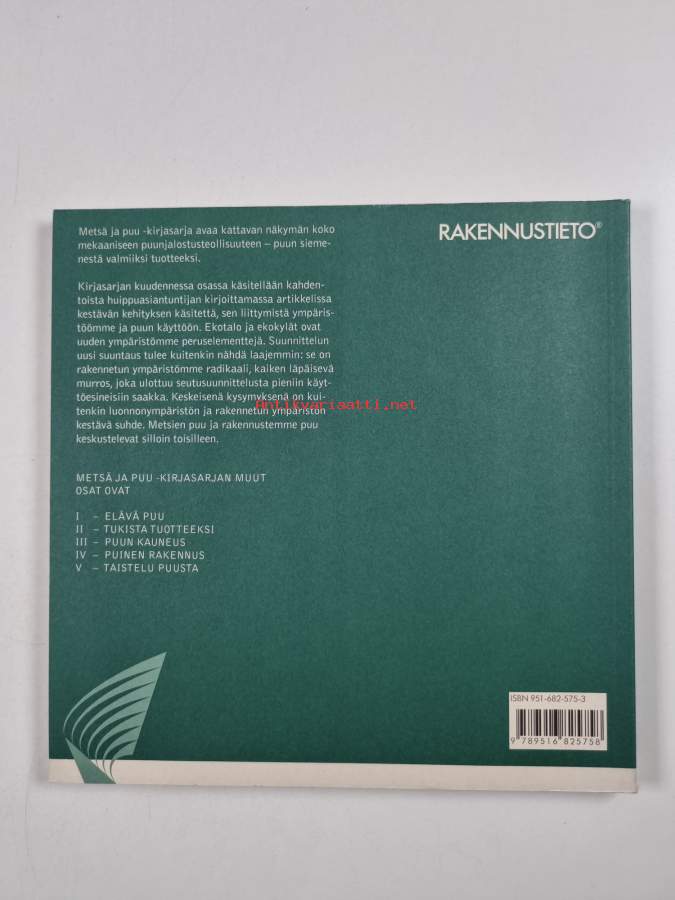 Metsä ja puu -kirjasarja avaa kattavan näkymän koko
mekaaniseen puunjalostusteollisuuteen – puun sieme-
nestä valmiiksi tuotteeksi.
RAKENNUSTIETO®
Kirjasarjan kuudennessa osassa käsitellään kahden-
toista huippuasiantuntijan kirjoittamassa artikkelissa
kestävän kehityksen käsitettä, sen liittymistä ympäris-
töömme ja puun käyttöön. Ekotalo ja ekokylät ovat
uuden ympäristömme peruselementtejä. Suunnittelun
uusi suuntaus tulee kuitenkin nähdä laajemmin: se on
rakennetun ympäristömme radikaali, kaiken läpäisevä
murros, joka ulottuu seutusuunnittelusta pieniin käyt-
töesineisiin saakka. Keskeisenä kysymyksenä on kui-
tenkin luonnonympäristön ja rakennetun ympäristön
kestävä suhde. Metsien puu ja rakennustemme puu
keskustelevat silloin toisilleen.
Antikvariaatti.net
METSÄ JA PUU -KIRJASARJAN MUUT
OSAT OVAT
I – ELÄVÄ PUU
II – TUKISTA TUOTTEEKSI
III – PUUN KAUNEUS
IV – PUINEN RAKENNUS
V – TAISTELU PUUSTA
ISBN 951-682-575-3
9 789516 825758